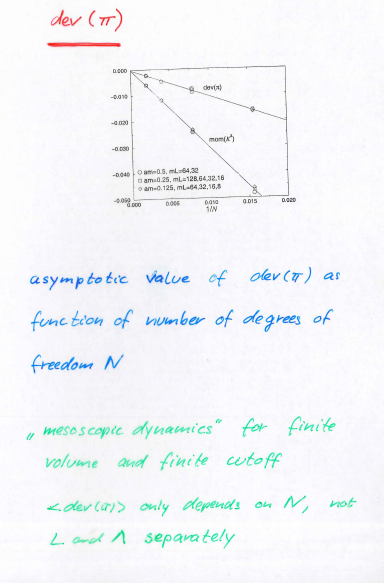 dev(π)
0.000
-0.010
-0.020
-0.030
-0.040
-0.050
dev(π)
mom(k⁴)
○ am=0.5, mL=64,32
□ am=0.25, mL=128,64,32,16
◇ am=0.125, mL=64,32,16,8
0.000 0.005 0.010 0.015 0.020
1/N
asymptotic value of dev(π) as
function of number of degrees of
freedom N
„mesoscopic dynamics" for finite
volume and finite cutoff
<dev(π)> only depends on N, not
L and Λ separately